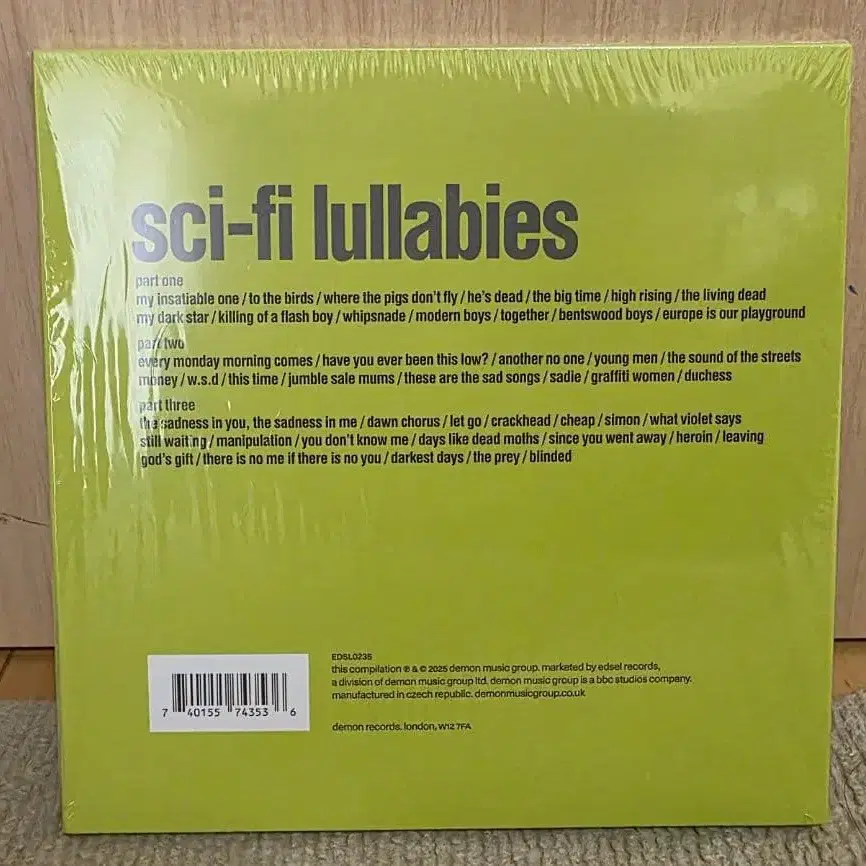 sci-fi lullabies
part one
my insatiable one / to the birds / where the pigs don't fly / he's dead / the big time / high rising / the living dead
my dark star / killing of a flash boy / whipsnade / modern boys / together / bentswood boys / europe is our playground
part two
every monday morning comes / have you ever been this low? / another no one / young men / the sound of the streets
money / w.s.d / this time / jumble sale mums / these are the sad songs / sadie / graffiti women / duchess
part three
the sadness in you, the sadness in me / dawn chorus / let go / crackhead / cheap / simon / what violet says
still waiting / manipulation / you don't know me / days like dead moths / since you went away / heroin / leaving
god's gift / there is no me if there is no you / darkest days / the prey / blinded
EDSL0235
this compilation ℗ & © 2025 demon music group. marketed by edsel records,
a division of demon music group ltd. demon music group is a bbc studios company.
manufactured in czech republic. demonmusicgroup.co.uk
demon records. london, W12 7FA
7 40155 74353 6